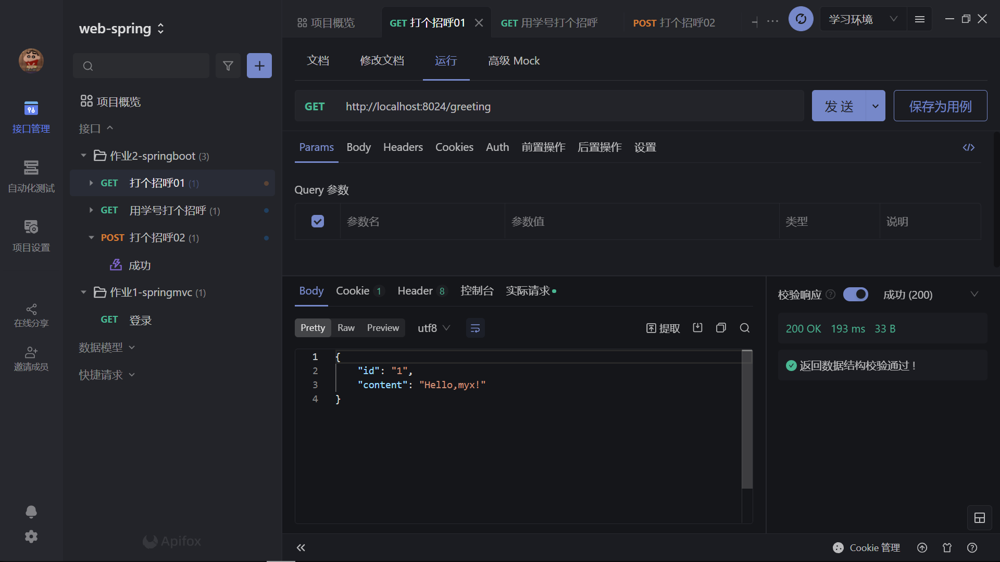 web-spring
项目概览
GET 打个招呼01
GET 用学号打个招呼
POST 打个招呼02
学习环境
接口管理
自动化测试
项目设置
在线分享
邀请成员
项目概览
接口
作业2-springboot (3)
GET 打个招呼01 (1)
GET 用学号打个招呼 (1)
POST 打个招呼02 (1)
成功
作业1-springmvc (1)
GET 登录
数据模型
快捷请求
Apifox
文档 修改文档 运行 高级 Mock
GET http://localhost:8024/greeting
发 送
保存为用例
Params Body Headers Cookies Auth 前置操作 后置操作 设置
Query 参数
参数名 参数值 类型 说明
Body Cookie 1 Header 8 控制台 实际请求
Pretty Raw Preview utf8
提取
1 {
2 "id": "1",
3 "content": "Hello,myx!"
4 }
校验响应 成功 (200)
200 OK 193 ms 33 B
返回数据结构校验通过！
Cookie 管理